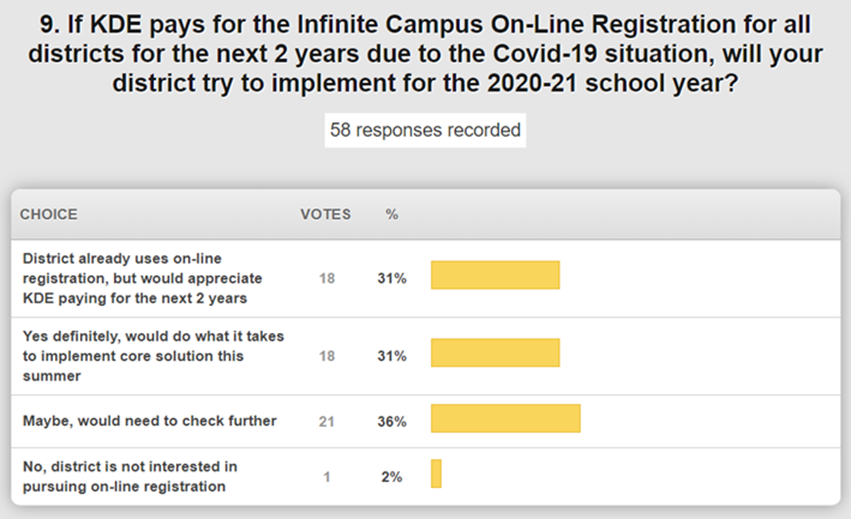 9. If KDE pays for the Infinite Campus On-Line Registration for all
districts for the next 2 years due to the Covid-19 situation, will your
district try to implement for the 2020-21 school year?
58 responses recorded
CHOICE VOTES %
District already uses on-line
registration, but would appreciate 18 31%
KDE paying for the next 2 years
Yes definitely, would do what it takes
to implement core solution this 18 31%
summer
Maybe, would need to check further 21 36%
No, district is not interested in
pursuing on-line registration 1 2%